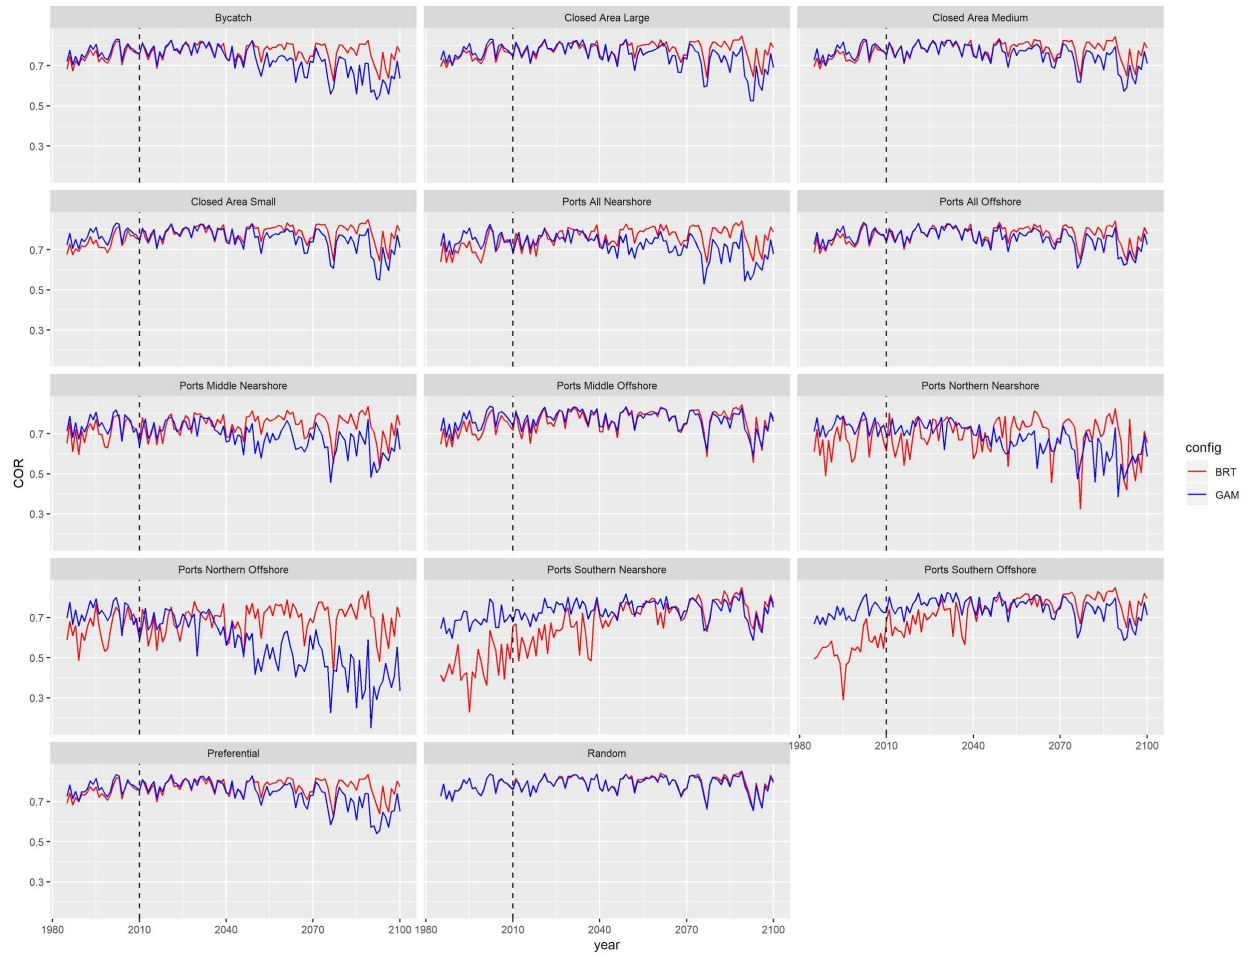 Bycatch
Closed Area Large
Closed Area Medium
0.7
0.5
0.3
Closed Area Small
Ports All Nearshore
Ports All Offshore
0.7
0.5
0.3
Ports Middle Nearshore
Ports Middle Offshore
Ports Northern Nearshore
0.7
0.5
0.3
COR
config
BRT
GAM
Ports Northern Offshore
Ports Southern Nearshore
Ports Southern Offshore
0.7
0.5
0.3
1980 2010 2040 2070 2100
Preferential
Random
0.7
0.5
0.3
1980 2010 2040 2070 2100 1980 2010 2040 2070 2100
year